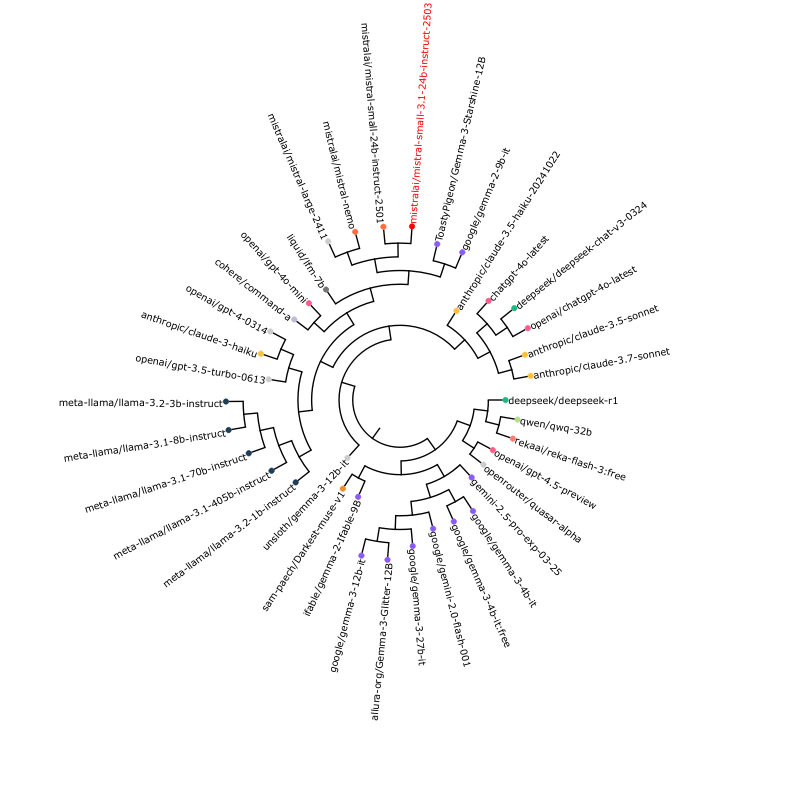 mistralai/mistral-small-3.1-24b-instruct-2503
ToastyPigeon/Gemma-3-Starshine-12B
google/gemma-2-9b-it
anthropic/claude-3.5-haiku-20241022
chatgpt-4o-latest
deepseek/deepseek-chat-v3-0324
openai/chatgpt-4o-latest
anthropic/claude-3.5-sonnet
anthropic/claude-3.7-sonnet
deepseek/deepseek-r1
qwen/qwq-32b
rekaai/reka-flash-3:free
openai/gpt-4.5-preview
openrouter/quasar-alpha
gemini-2.5-pro-exp-03-25
google/gemma-3-4b-it
google/gemma-3-4b-it:free
google/gemini-2.0-flash-001
google/gemma-3-27b-it
allura-org/Gemma-3-Glitter-12B
google/gemma-3-12b-it
ifable/gemma-2-Ifable-9B
sam-paech/Darkest-muse-v1
unsloth/gemma-3-12b-it
meta-llama/llama-3.2-1b-instruct
meta-llama/llama-3.1-405b-instruct
meta-llama/llama-3.1-70b-instruct
meta-llama/llama-3.1-8b-instruct
meta-llama/llama-3.2-3b-instruct
openai/gpt-3.5-turbo-0613
anthropic/claude-3-haiku
openai/gpt-4-0314
cohere/command-a
openai/gpt-4o-mini
liquid/lfm-7b
mistralai/mistral-large-2411
mistralai/mistral-nemo
mistralai/mistral-small-24b-instruct-2501